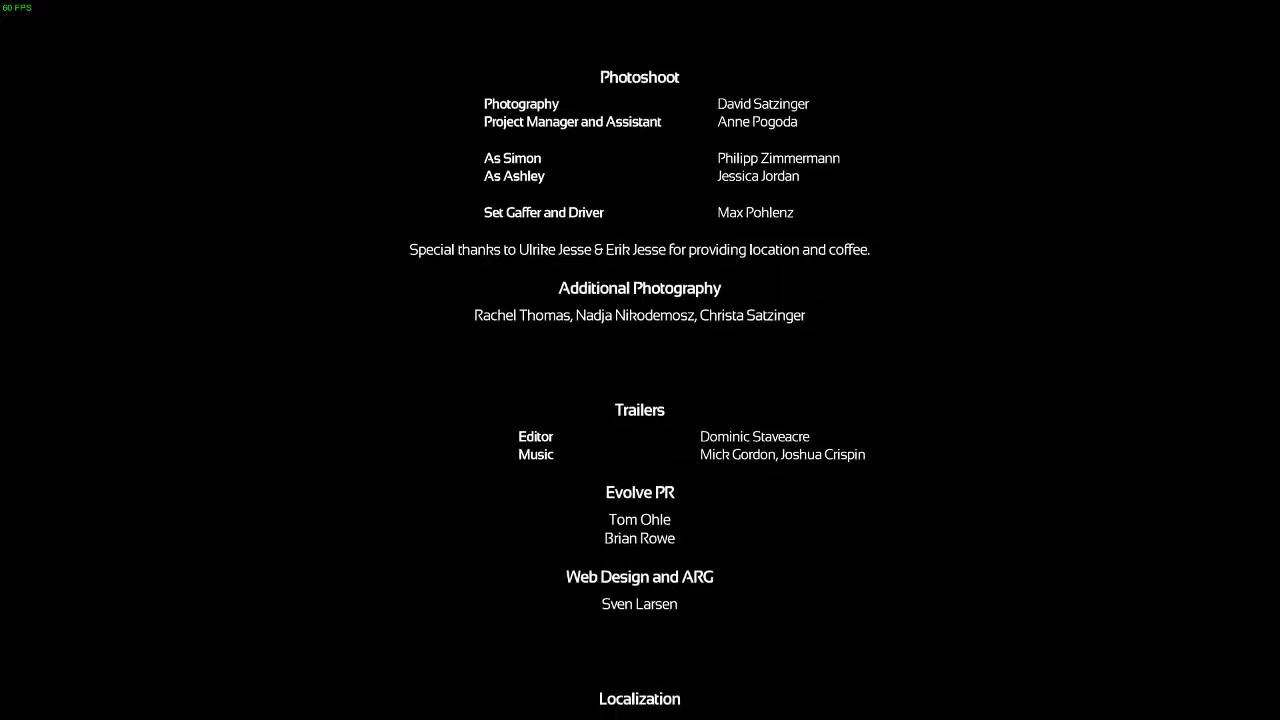 60 FPS
Photoshoot
Photography David Satzinger
Project Manager and Assistant Anne Pogoda
As Simon Philipp Zimmermann
As Ashley Jessica Jordan
Set Gaffer and Driver Max Pohlenz
Special thanks to Ulrike Jesse & Erik Jesse for providing location and coffee.
Additional Photography
Rachel Thomas, Nadja Nikodemosz, Christa Satzinger
Trailers
Editor Dominic Staveacre
Music Mick Gordon, Joshua Crispin
Evolve PR
Tom Ohle
Brian Rowe
Web Design and ARG
Sven Larsen
Localization